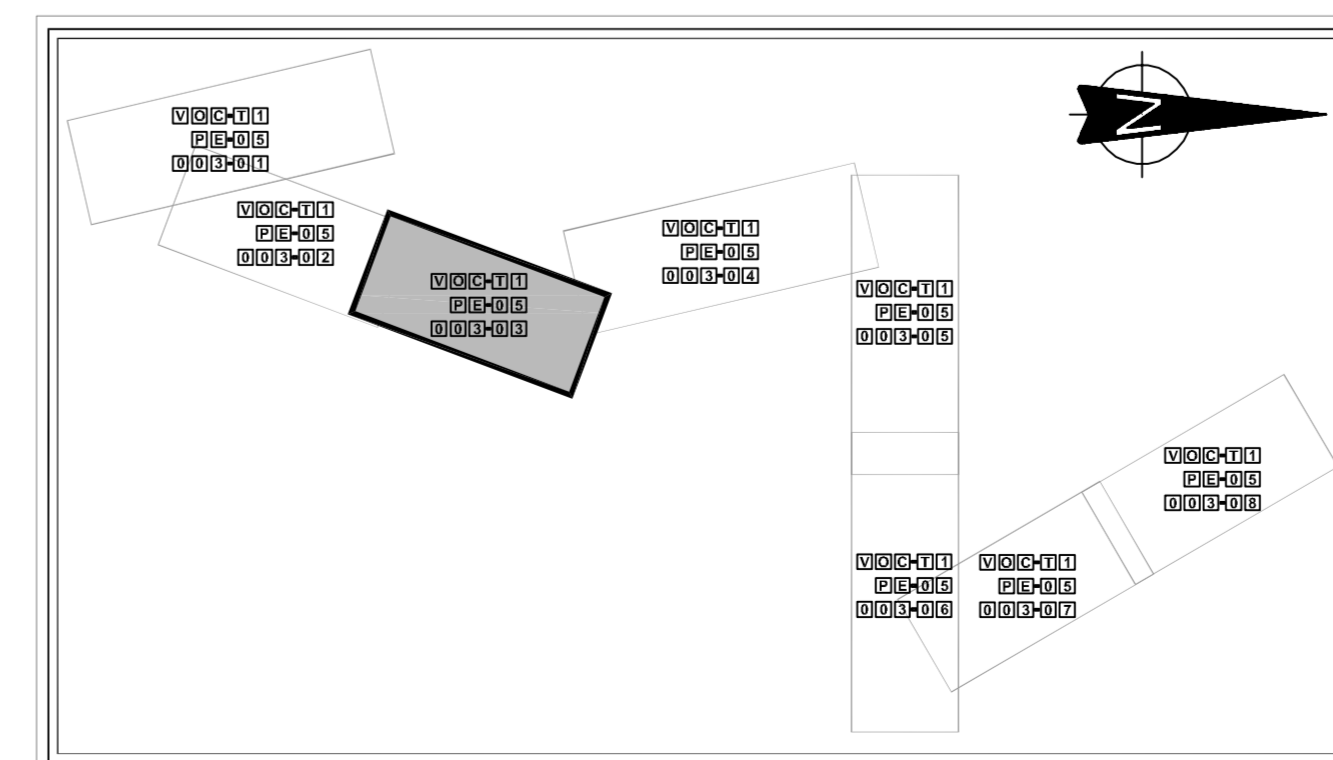 VOC-T1
PE-05
003-01
VOC-T1
PE-05
003-02
VOC-T1
PE-05
003-03
VOC-T1
PE-05
003-04
VOC-T1
PE-05
003-05
VOC-T1
PE-05
003-06
VOC-T1
PE-05
003-07
VOC-T1
PE-05
003-08
N